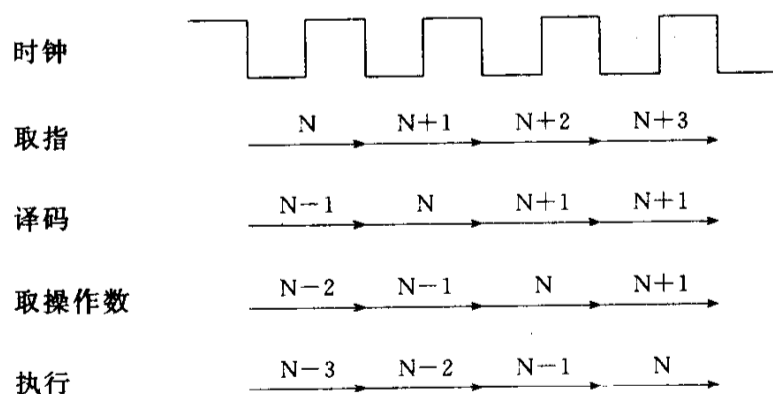 时钟
取指 N N+1 N+2 N+3
译码 N-1 N N+1 N+1
取操作数 N-2 N-1 N N+1
执行 N-3 N-2 N-1 N